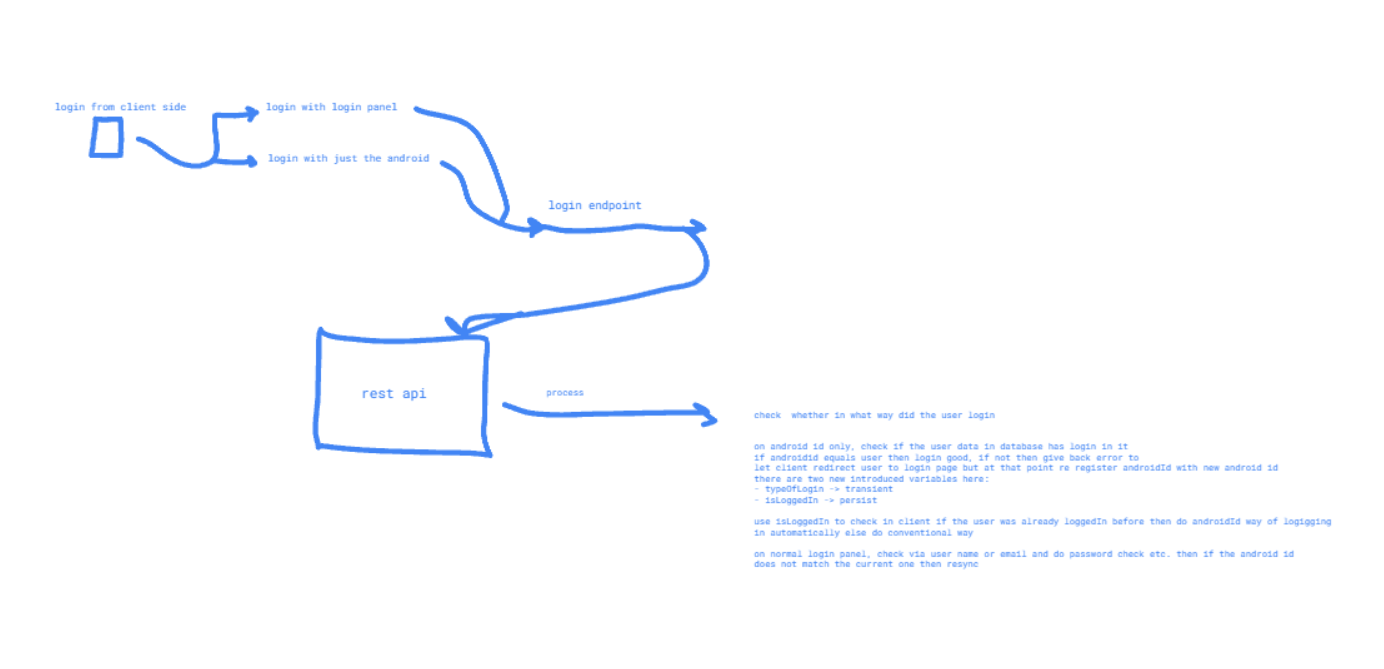 login from client side
login with login panel
login with just the android
login endpoint
rest api
process
check  whether in what way did the user login
on android id only, check if the user data in database has login in it
if androidid equals user then login good, if not then give back error to
let client redirect user to login page but at that point re register androidId with new android id
there are two new introduced variables here:
- typeOfLogin -> transient
- isLoggedIn -> persist
use isLoggedIn to check in client if the user was already loggedIn before then do androidId way of logigging
in automatically else do conventional way
on normal login panel, check via user name or email and do password check etc. then if the android id
does not match the current one then resync